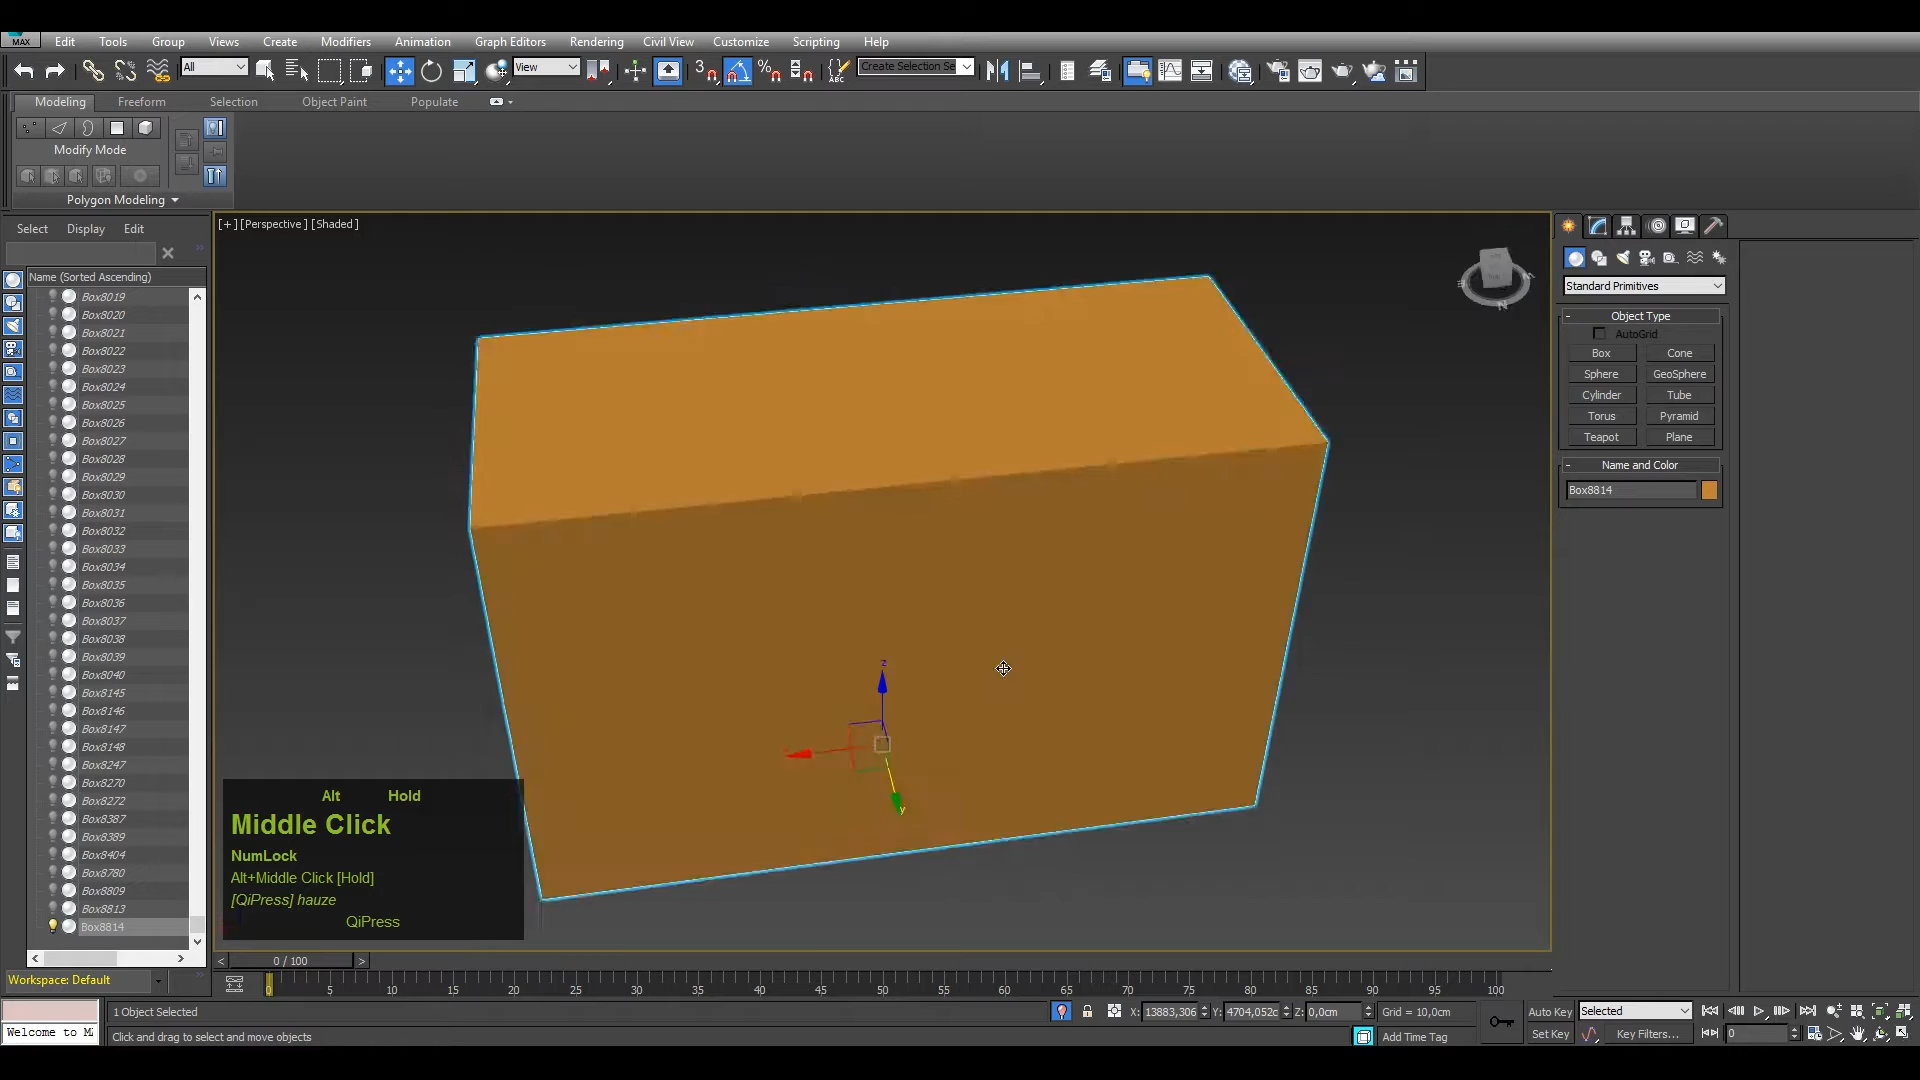 MAX
Edit Tools Group Views Create Modifiers Animation Graph Editors Rendering Civil View Customize Scripting Help
All View 3 % ABC Create Selection Se
Modeling Freeform Selection Object Paint Populate
Modify Mode
Polygon Modeling
Select Display Edit
Name (Sorted Ascending)
Box8019
Box8020
Box8021
Box8022
Box8023
Box8024
Box8025
Box8026
Box8027
Box8028
Box8029
Box8030
Box8031
Box8032
Box8033
Box8034
Box8035
Box8036
Box8037
Box8038
Box8039
Box8040
Box8145
Box8146
Box8147
Box8148
Box8247
Box8270
Box8272
Box8387
Box8389
Box8404
Box8780
Box8809
Box8813
Box8814
Workspace: Default
Welcome to Mi
[+] [Perspective ] [Shaded ]
z
y
Alt Hold
Middle Click
NumLock
Alt+Middle Click [Hold]
[QiPress] hauze
QiPress
Standard Primitives
- Object Type
AutoGrid
Box Cone
Sphere GeoSphere
Cylinder Tube
Torus Pyramid
Teapot Plane
- Name and Color
Box8814
< 0 / 100 >
0 5 10 15 20 25 30 35 40 45 50 55 60 65 70 75 80 85 90 95 100
1 Object Selected X: 13883,306 Y: 4704,052c Z: 0,0cm Grid = 10,0cm Auto Key Selected
Click and drag to select and move objects Add Time Tag Set Key Key Filters... 0